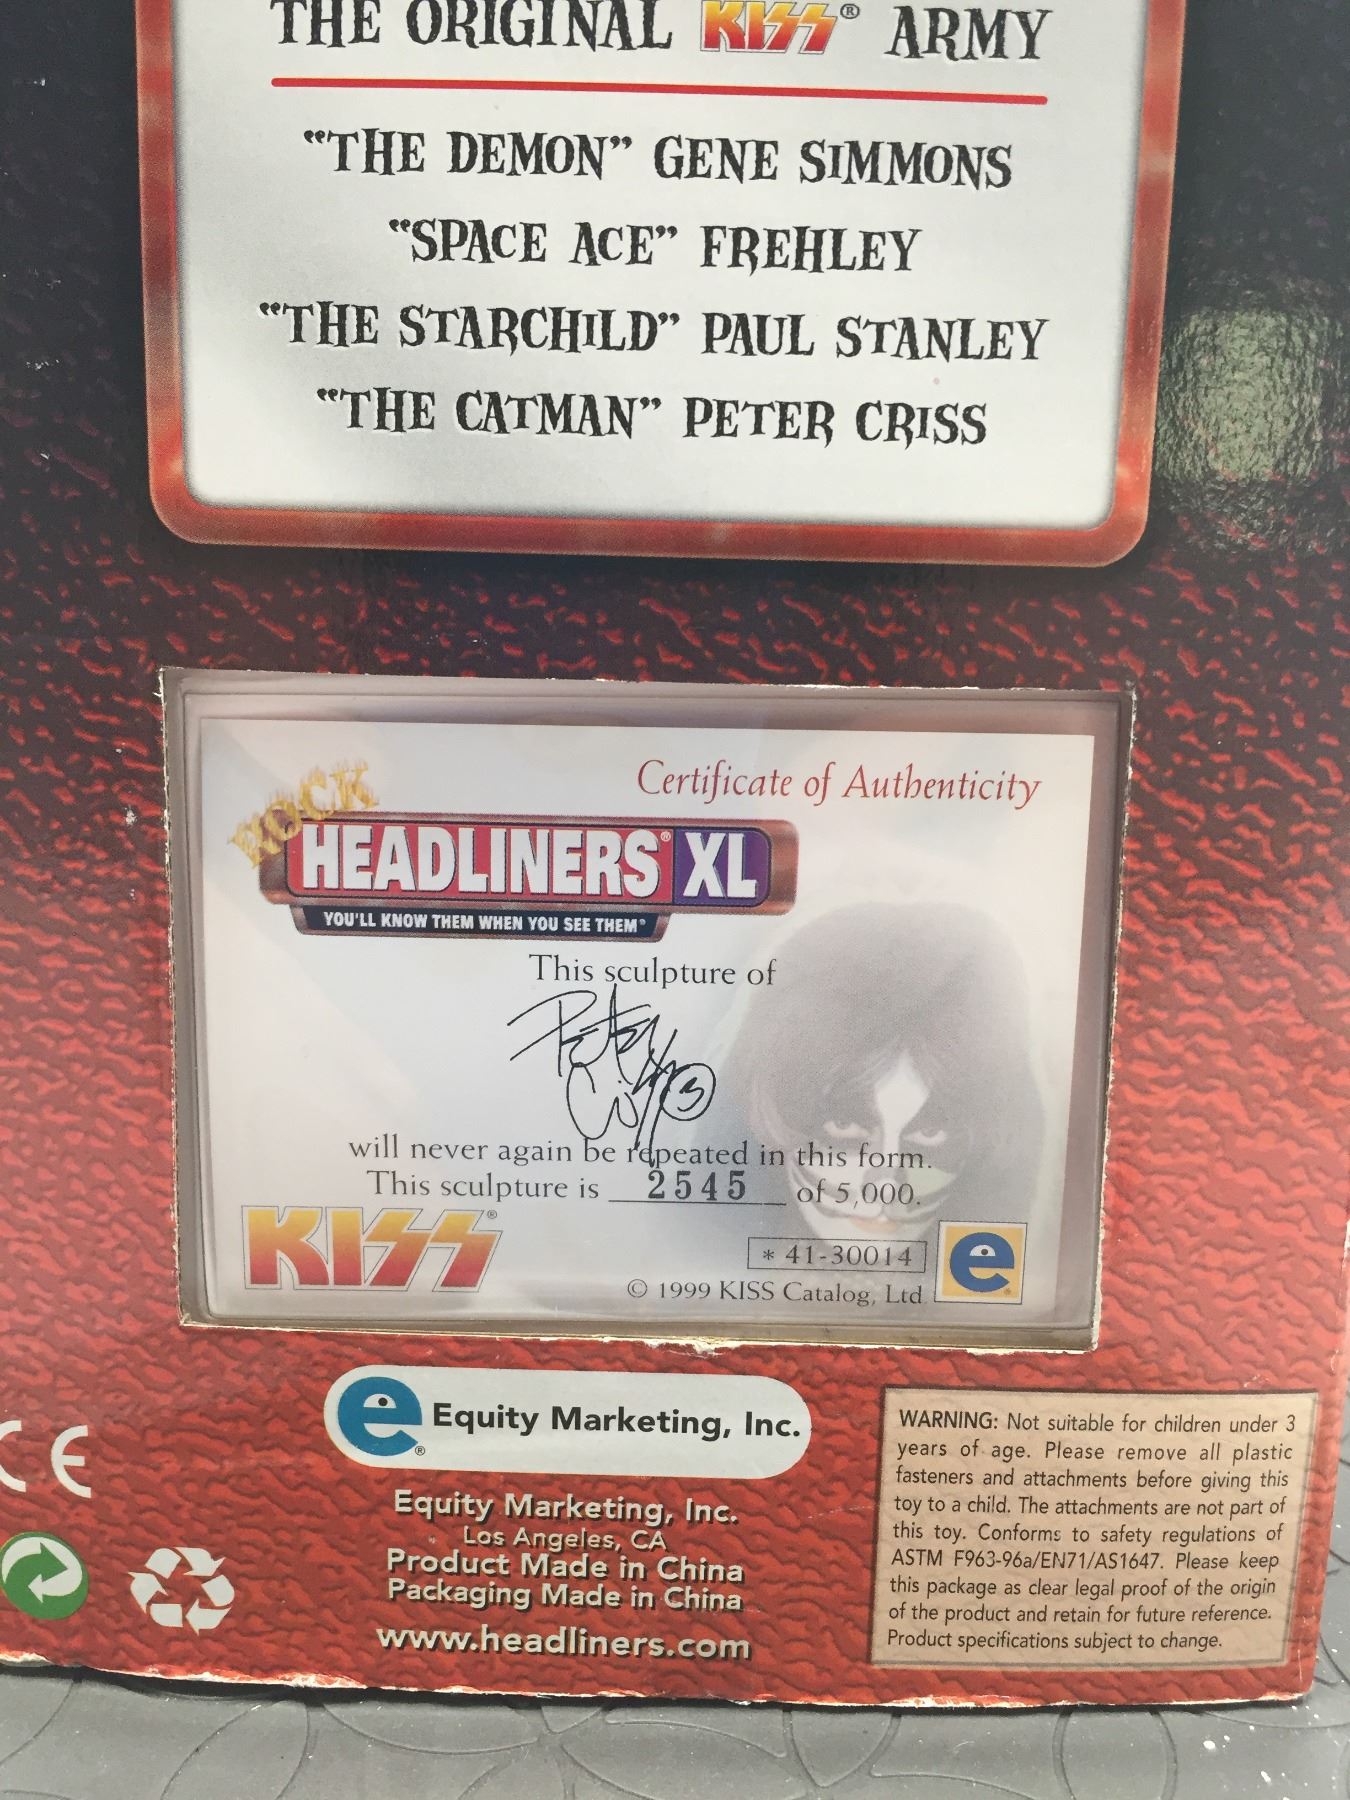 THE ORIGINAL KISS® ARMY
“THE DEMON” GENE SIMMONS
“SPACE ACE” FREHLEY
“THE STARCHILD” PAUL STANLEY
“THE CATMAN” PETER CRISS
Certificate of Authenticity
ROCK
HEADLINERS® XL
YOU'LL KNOW THEM WHEN YOU SEE THEM®
This sculpture of
Peter
Criss 3
will never again be repeated in this form.
This sculpture is 2545 of 5,000.
KISS®
* 41-30014
e
© 1999 KISS Catalog, Ltd
e® Equity Marketing, Inc.
CE
Equity Marketing, Inc.
Los Angeles, CA
Product Made in China
Packaging Made in China
www.headliners.com
WARNING: Not suitable for children under 3
years of age. Please remove all plastic
fasteners and attachments before giving this
toy to a child. The attachments are not part of
this toy. Conforms to safety regulations of
ASTM F963-96a/EN71/AS1647. Please keep
this package as clear legal proof of the origin
of the product and retain for future reference.
Product specifications subject to change.